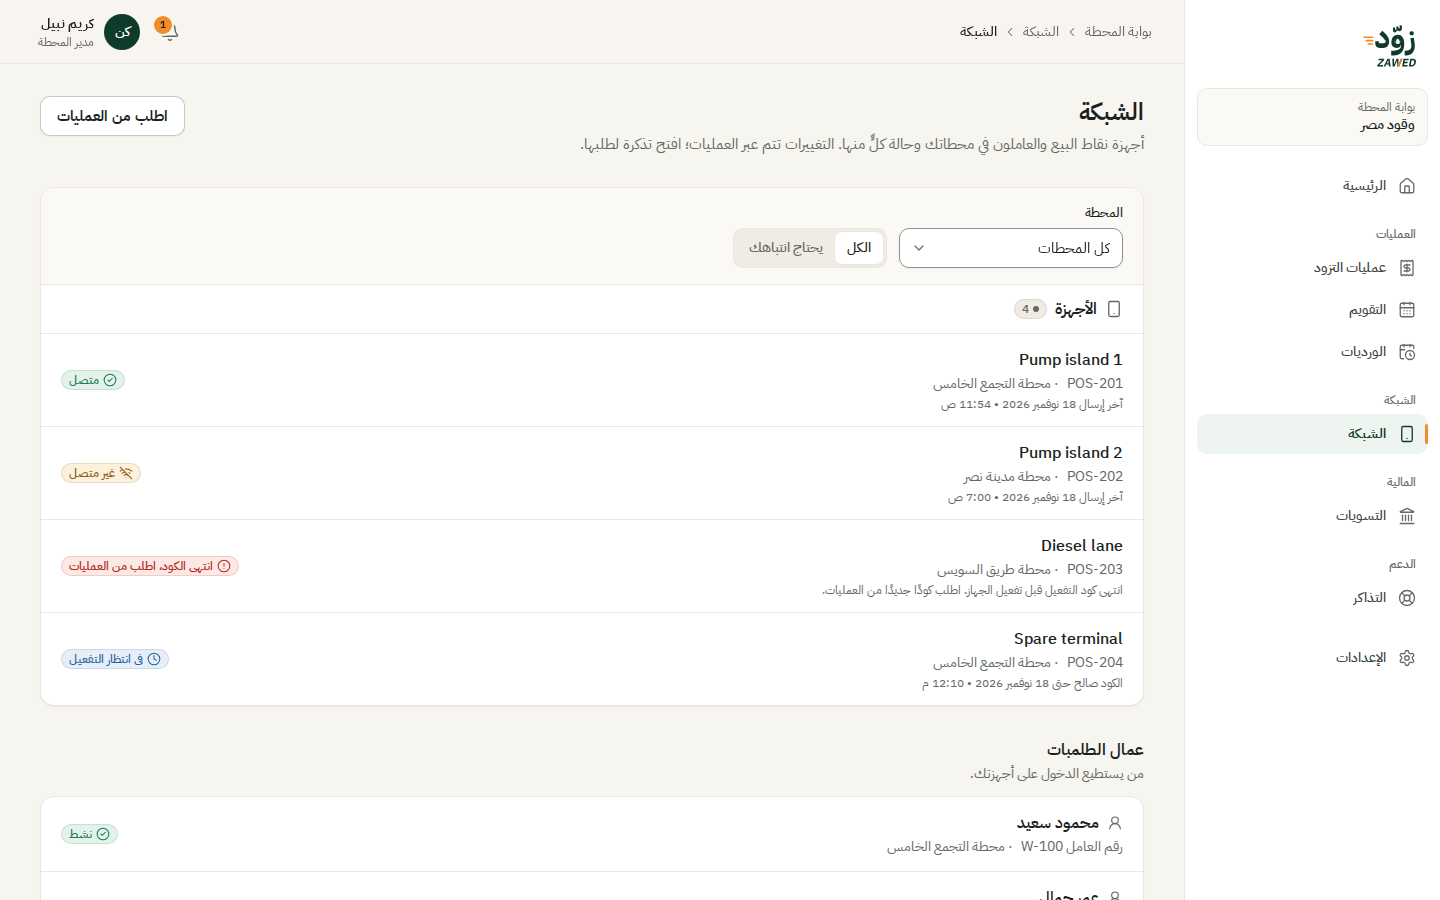 زوّد
ZAWED
بوابة المحطة
وقود مصر
الرئيسية
العمليات
عمليات التزود
التقويم
الورديات
الشبكة
الشبكة
المالية
التسويات
الدعم
التذاكر
الإعدادات
بوابة المحطة
الشبكة
الشبكة
1
كن
كريم نبيل
مدير المحطة
الشبكة
أجهزة نقاط البيع والعاملون في محطاتك وحالة كلٍّ منها. التغييرات تتم عبر العمليات؛ افتح تذكرة لطلبها.
اطلب من العمليات
المحطة
كل المحطات
الكل
يحتاج انتباهك
الأجهزة
4
Pump island 1
POS-201 · محطة التجمع الخامس
آخر إرسال 18 نوفمبر 2026 • 11:54 ص
متصل
Pump island 2
POS-202 · محطة مدينة نصر
آخر إرسال 18 نوفمبر 2026 • 7:00 ص
غير متصل
Diesel lane
POS-203 · محطة طريق السويس
انتهى كود التفعيل قبل تفعيل الجهاز. اطلب كودًا جديدًا من العمليات.
انتهى الكود، اطلب من العمليات
Spare terminal
POS-204 · محطة التجمع الخامس
الكود صالح حتى 18 نوفمبر 2026 • 12:10 م
في انتظار التفعيل
عمال الطلمبات
من يستطيع الدخول على أجهزتك.
محمود سعيد
رقم العامل W-100 · محطة التجمع الخامس
نشط
عمر جمال